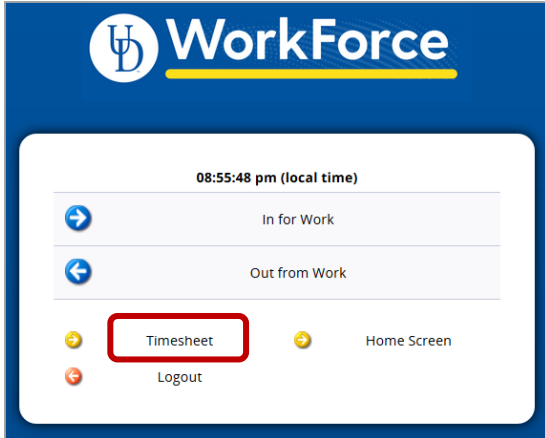 UD WorkForce
08:55:48 pm (local time)
In for Work
Out from Work
Timesheet Home Screen
Logout